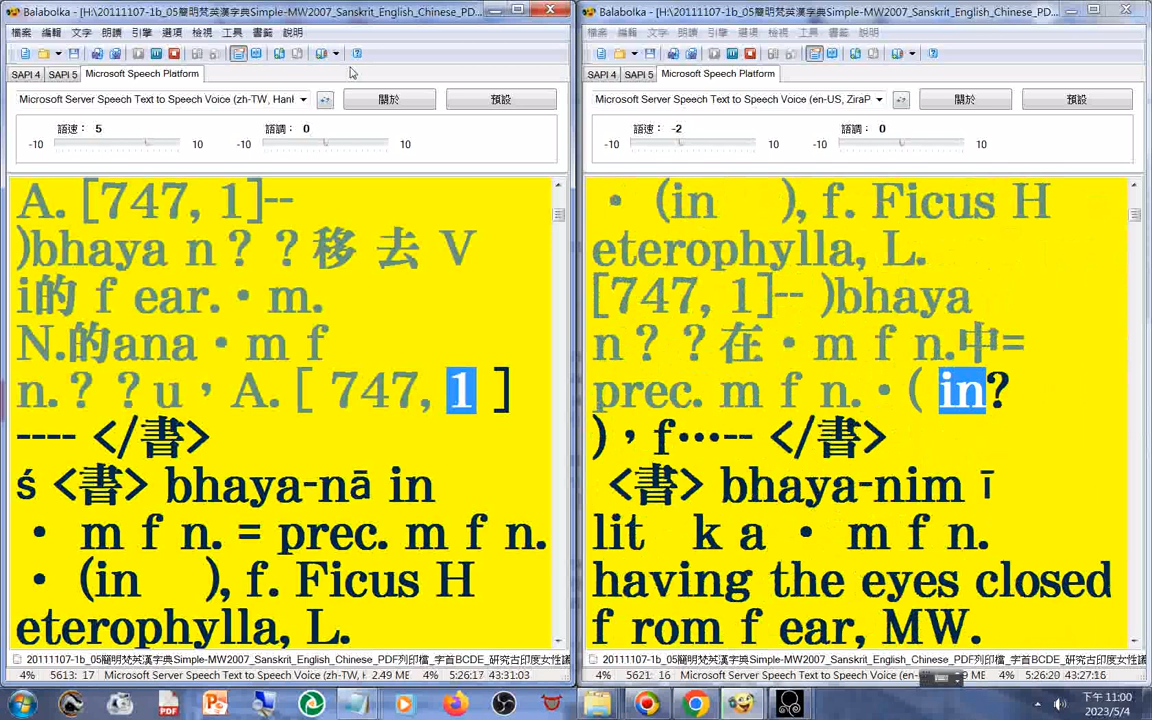 Balabolka - [H:\20111107-1b_05簡明梵英漢字典Simple-MW2007_Sanskrit_English_Chinese_PD...
檔案 編輯 文字 朗讀 引擎 選項 檢視 工具 書籤 說明
SAPI 4 SAPI 5 Microsoft Speech Platform
Microsoft Server Speech Text to Speech Voice (zh-TW, HanH
關於 預設
語速： 5 語調： 0
-10 10 -10 10
A. [747, 1]--
)bhaya n？？移 去 V
i的 f ear.・m.
N.的ana・m f
n.？？u，A. [ 747, 1 ]
---- </書>
ś <書> bhaya-nā in
・ m f n. = prec. m f n.
・ (in ), f. Ficus H
eterophylla, L.
20111107-1b_05簡明梵英漢字典Simple-MW2007_Sanskrit_English_Chinese_PDF列印檔_字首BCDE_研究古印度女性議
4% 5613: 17 Microsoft Server Speech Text to Speech Voice (zh-TW, H 2.49 MB 4% 5:26:17 43:31:03
Balabolka - [H:\20111107-1b_05簡明梵英漢字典Simple-MW2007_Sanskrit_English_Chinese_PD...
檔案 編輯 文字 朗讀 引擎 選項 檢視 工具 書籤 說明
SAPI 4 SAPI 5 Microsoft Speech Platform
Microsoft Server Speech Text to Speech Voice (en-US, ZiraP
關於 預設
語速： -2 語調： 0
-10 10 -10 10
・ (in ), f. Ficus H
eterophylla, L.
[747, 1]-- )bhaya
n？？在・m f n.中=
prec. m f n.・( in?
)，f…-- </書>
<書> bhaya-nim ī
lit k a ・ m f n.
having the eyes closed
f rom f ear, MW.
20111107-1b_05簡明梵英漢字典Simple-MW2007_Sanskrit_English_Chinese_PDF列印檔_字首BCDE_研究古印度女性議
4% 5621: 16 Microsoft Server Speech Text to Speech Voice (en-US, MB 4% 5:26:20 43:27:16
下午 11:00
2023/5/4